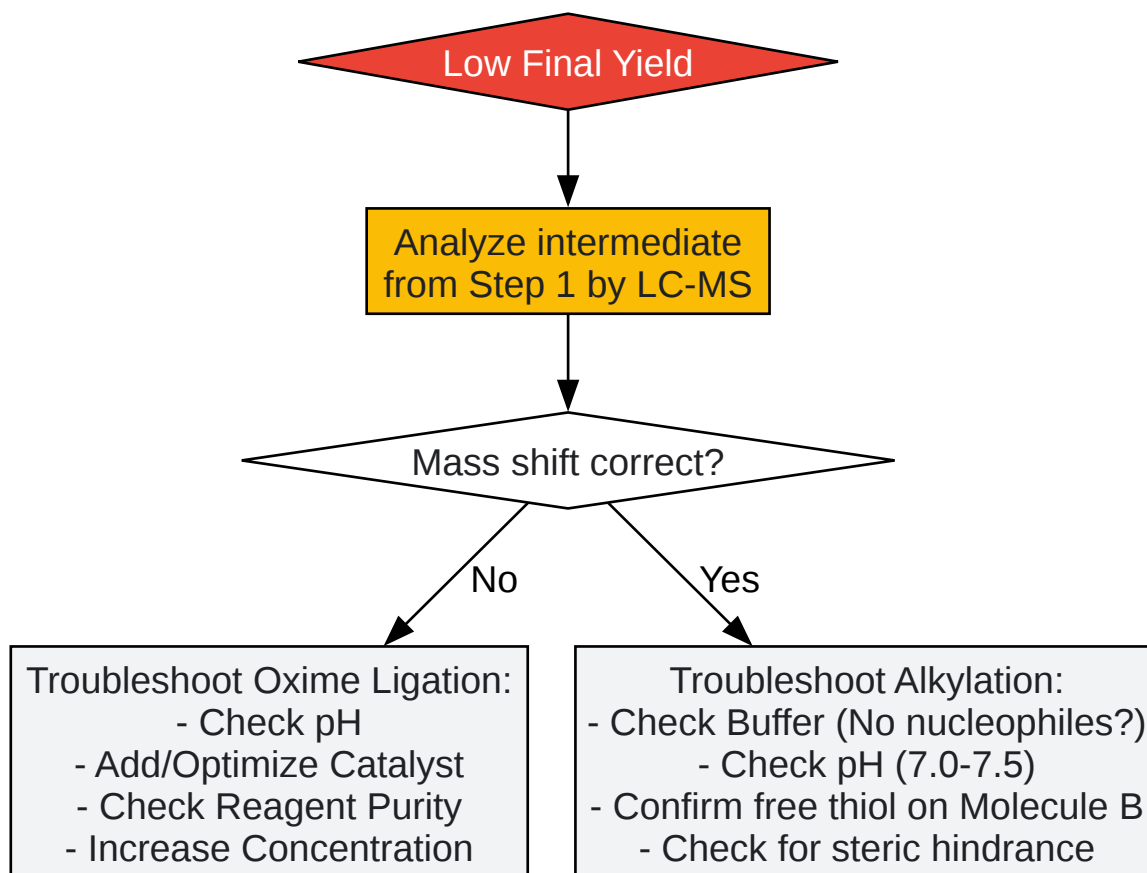 Low Final Yield
Analyze intermediate
from Step 1 by LC-MS
Mass shift correct?
No
Yes
Troubleshoot Oxime Ligation:
- Check pH
- Add/Optimize Catalyst
- Check Reagent Purity
- Increase Concentration
Troubleshoot Alkylation:
- Check Buffer (No nucleophiles?)
- Check pH (7.0-7.5)
- Confirm free thiol on Molecule B
- Check for steric hindrance